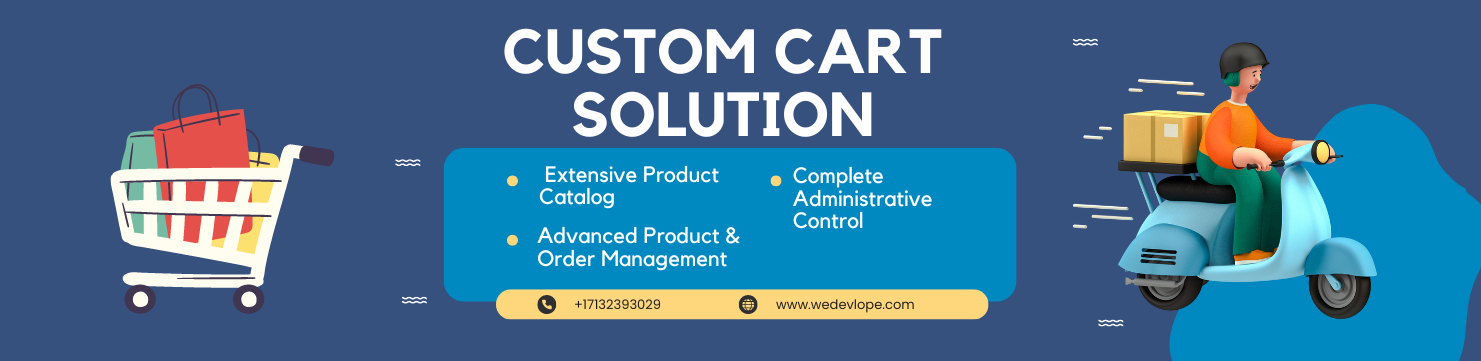 CUSTOM CART
SOLUTION
Extensive Product
Catalog
Advanced Product &
Order Management
Complete
Administrative
Control
+17132393029
www.wedevlope.com